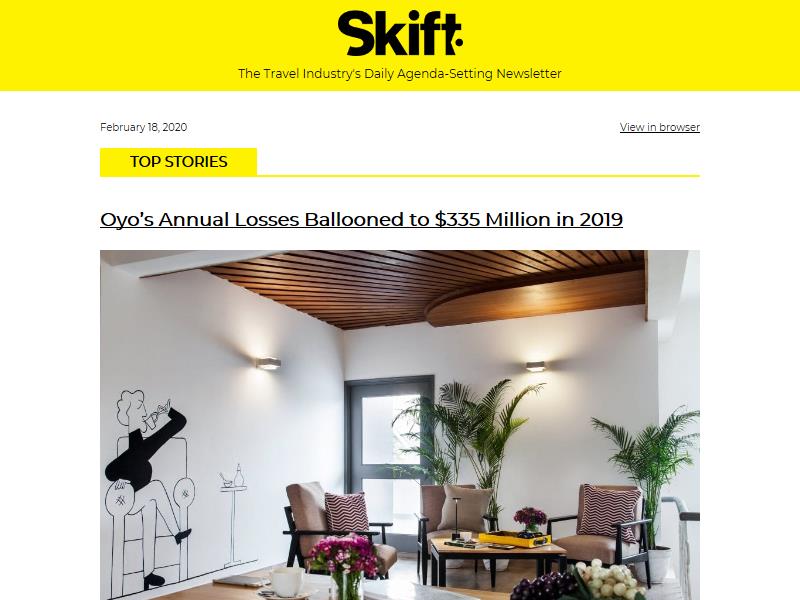 Skift
The Travel Industry's Daily Agenda-Setting Newsletter
February 18, 2020
View in browser
TOP STORIES
Oyo’s Annual Losses Ballooned to $335 Million in 2019